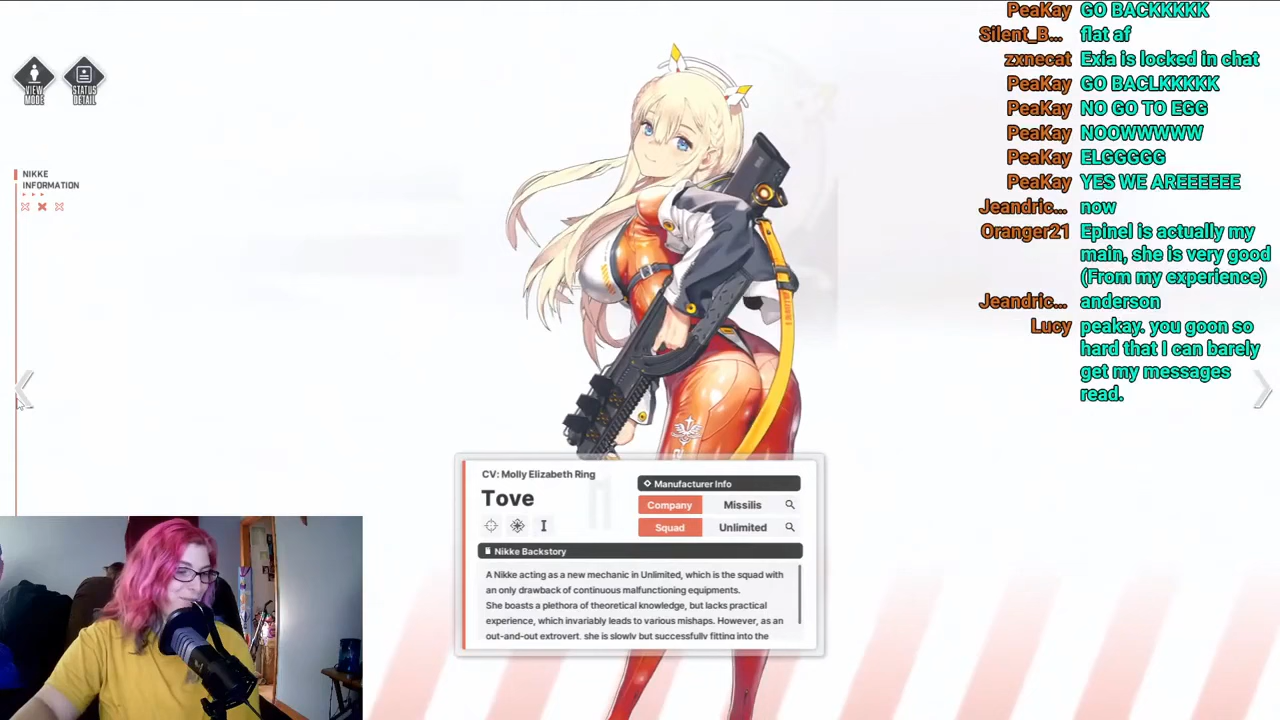 VIEW
MODE
STATUS
DETAIL
NIKKE
INFORMATION
CV: Molly Elizabeth Ring
Tove
Manufacturer Info
Company Missilis
Squad Unlimited
Nikke Backstory
A Nikke acting as a new mechanic in Unlimited, which is the squad with
an only drawback of continuous malfunctioning equipments.
She boasts a plethora of theoretical knowledge, but lacks practical
experience, which invariably leads to various mishaps. However, as an
out-and-out extrovert, she is slowly but successfully fitting into the
PeaKay GO BACKKKKK
Silent_B... flat af
zxnecat Exia is locked in chat
PeaKay GO BACLKKKKK
PeaKay NO GO TO EGG
PeaKay NOOWWWWW
PeaKay ELGGGGG
PeaKay YES WE AREEEEEE
Jeandric... now
Oranger21 Epinel is actually my
main, she is very good
(From my experience)
Jeandric... anderson
Lucy peakay. you goon so
hard that I can barely
get my messages
read.